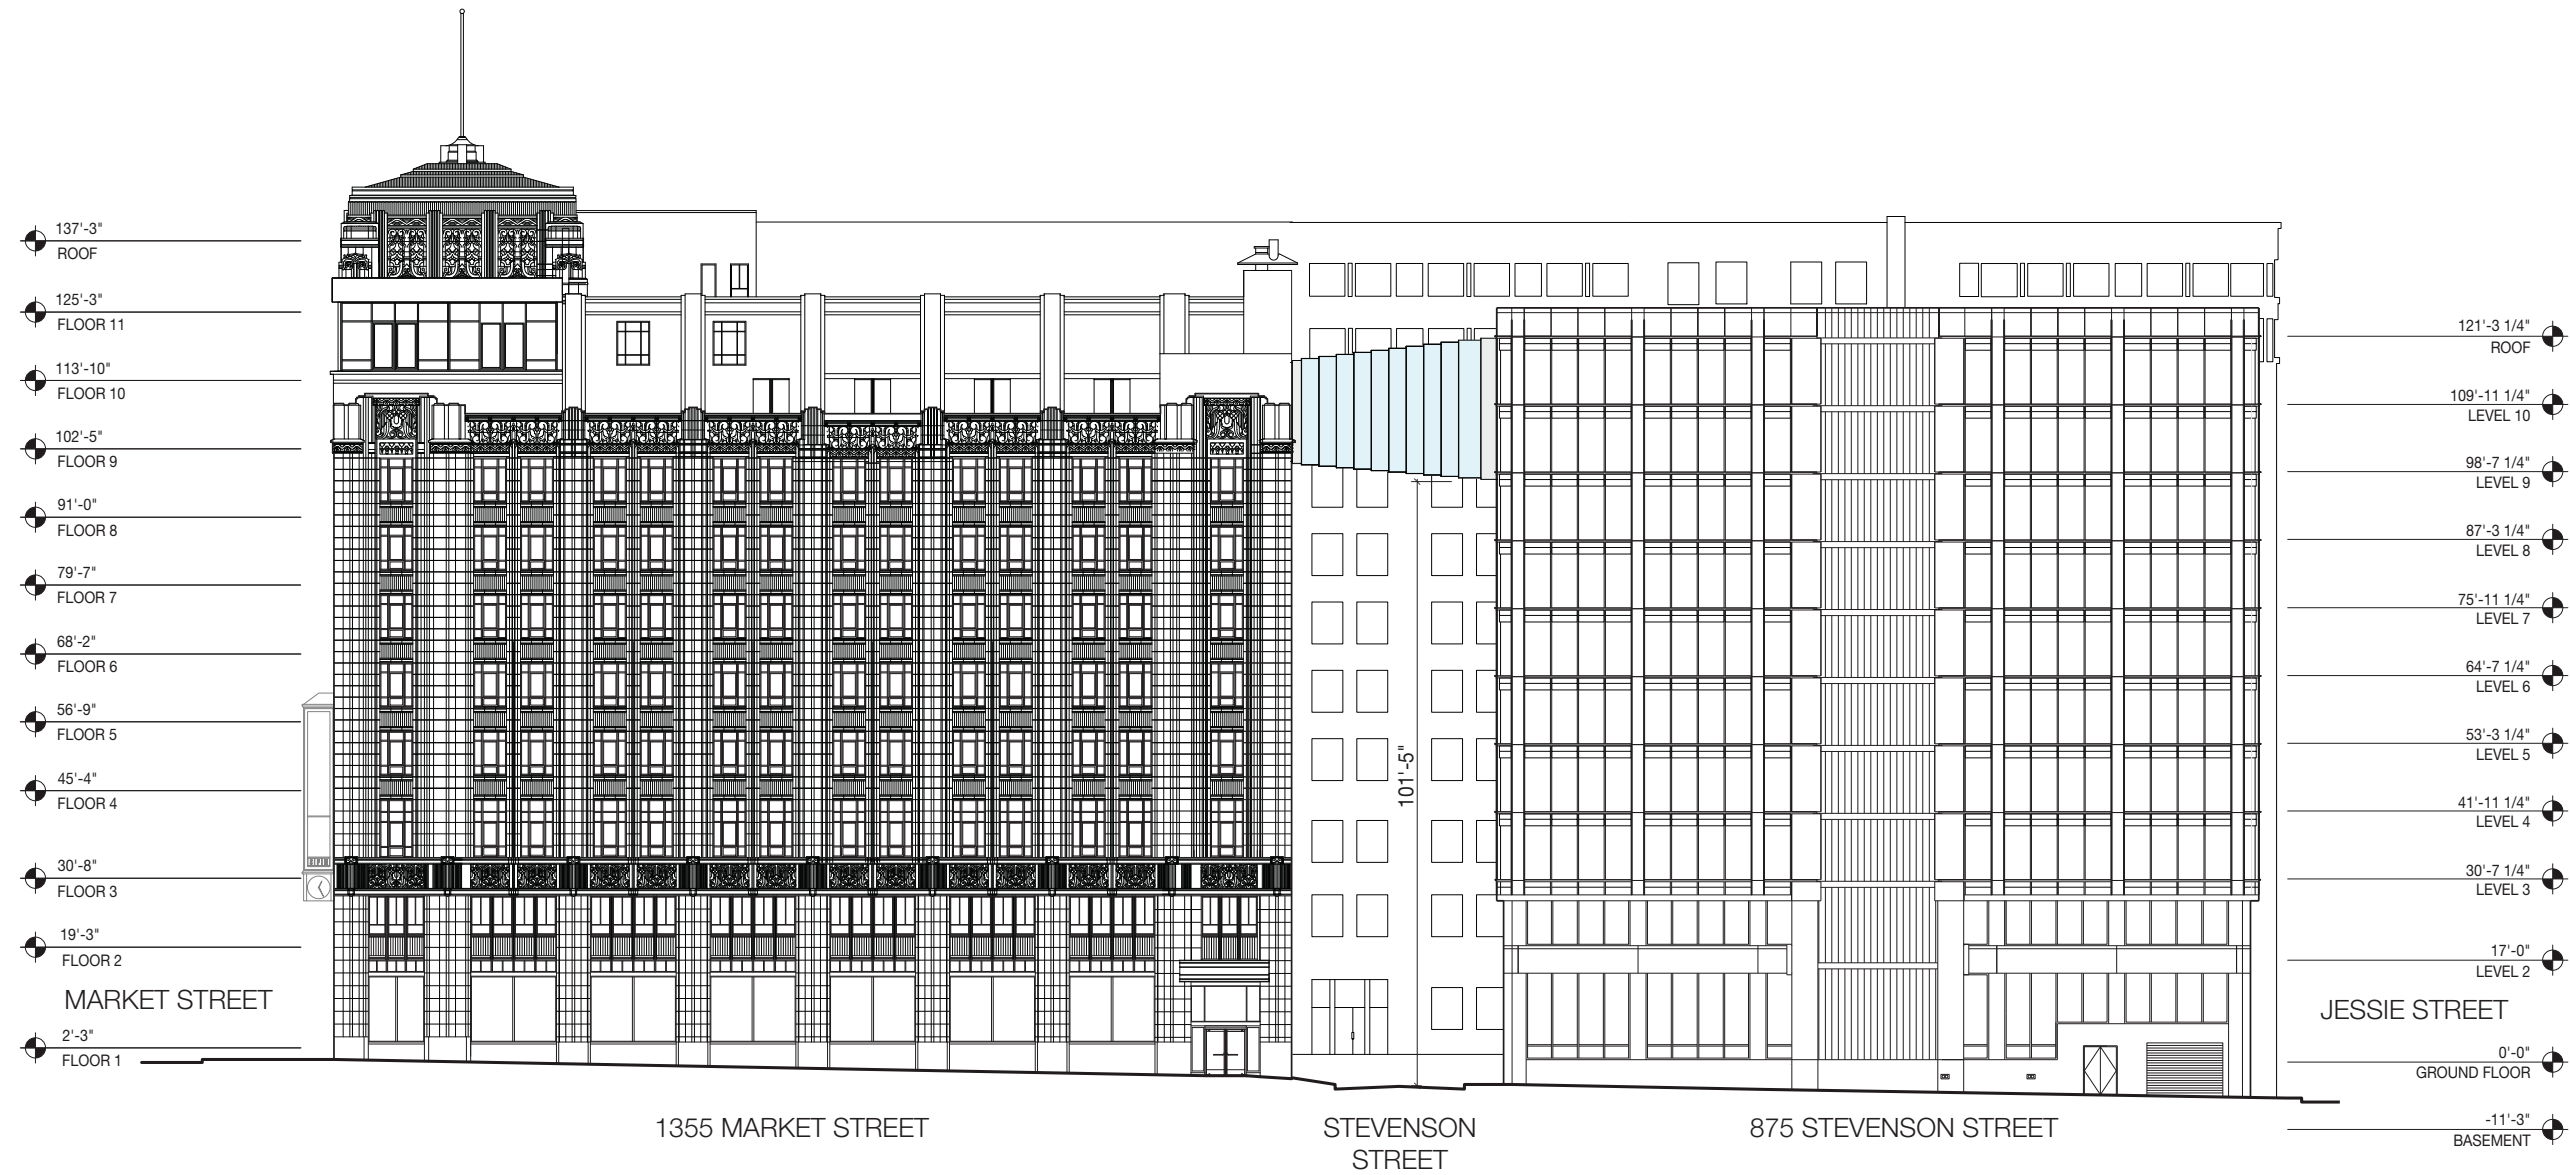 137'-3"
ROOF
125'-3"
FLOOR 11
113'-10"
FLOOR 10
102'-5"
FLOOR 9
91'-0"
FLOOR 8
79'-7"
FLOOR 7
68'-2"
FLOOR 6
56'-9"
FLOOR 5
45'-4"
FLOOR 4
30'-8"
FLOOR 3
19'-3"
FLOOR 2
MARKET STREET
2'-3"
FLOOR 1
101'-5"
121'-3 1/4"
ROOF
109'-11 1/4"
LEVEL 10
98'-7 1/4"
LEVEL 9
87'-3 1/4"
LEVEL 8
75'-11 1/4"
LEVEL 7
64'-7 1/4"
LEVEL 6
53'-3 1/4"
LEVEL 5
41'-11 1/4"
LEVEL 4
30'-7 1/4"
LEVEL 3
17'-0"
LEVEL 2
JESSIE STREET
0'-0"
GROUND FLOOR
-11'-3"
BASEMENT
1355 MARKET STREET
STEVENSON
STREET
875 STEVENSON STREET